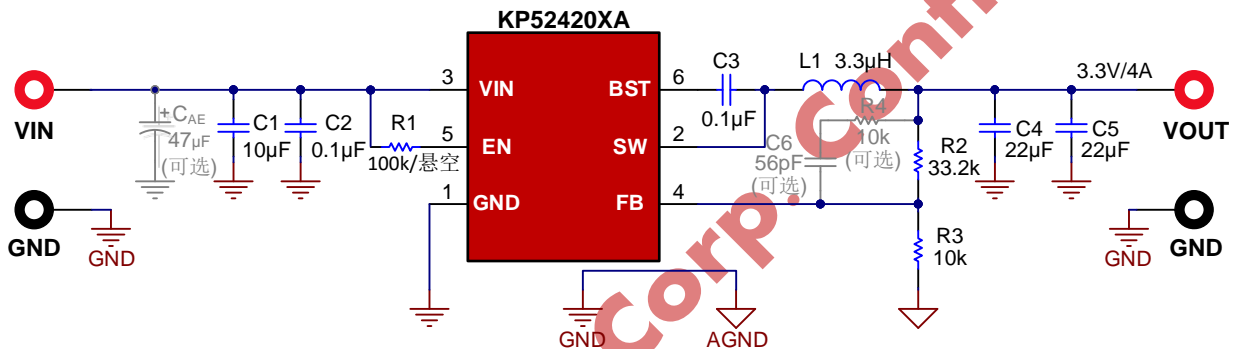 KP52420XA
VIN
GND
GND
+ CAE
47µF
(可选)
C1
10µF
C2
0.1µF
R1
100k/悬空
3
5
1
VIN
EN
GND
BST
SW
FB
6
2
4
GND
AGND
C3
0.1µF
L1
3.3µH
R4
10k
(可选)
C6
56pF
(可选)
R2
33.2k
R3
10k
3.3V/4A
C4
22µF
C5
22µF
VOUT
GND
GND
Corp. Confi